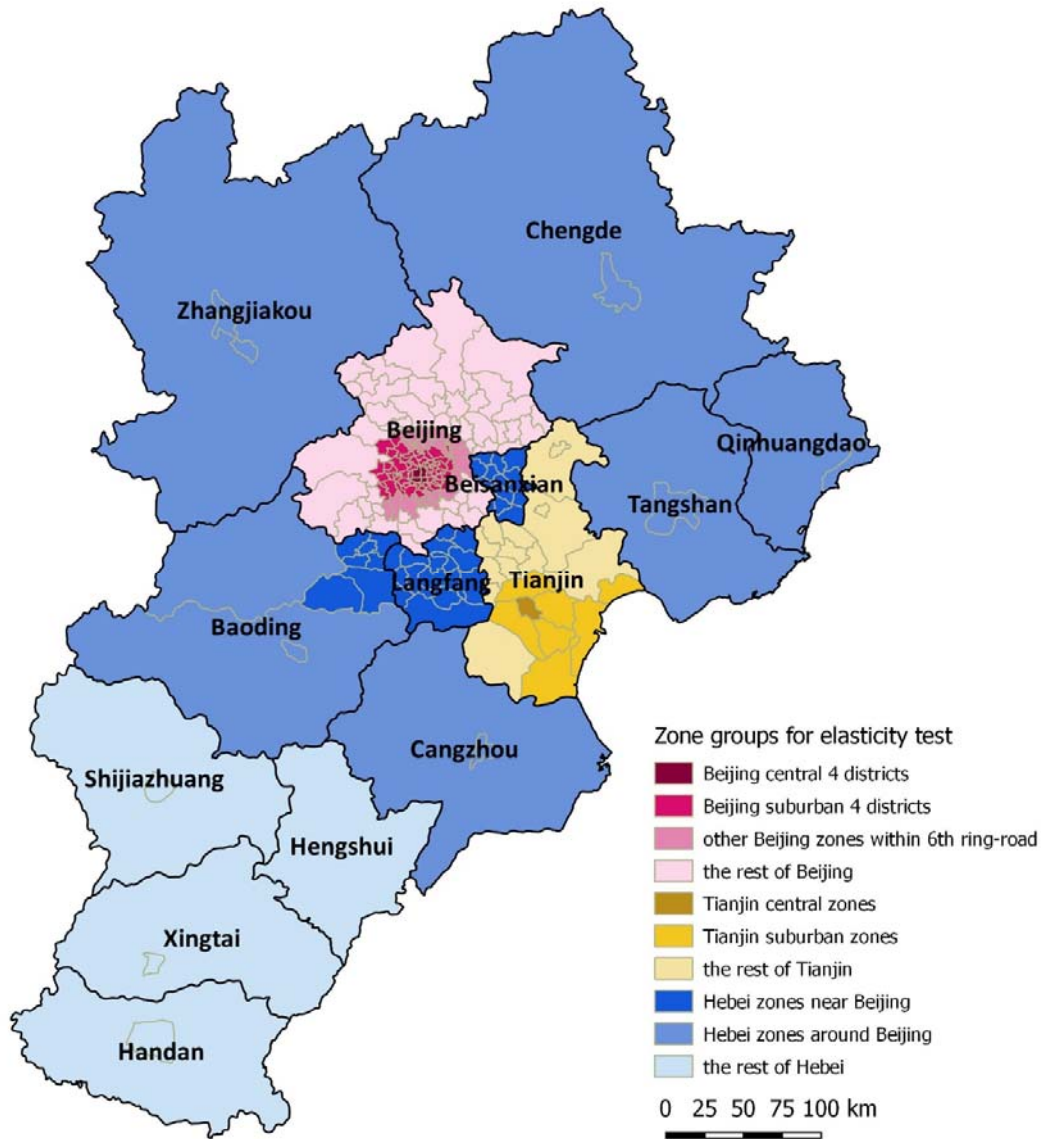 Chengde
Zhangjiakou
Beijing
Qinhuangdao
Beisanxian
Tangshan
Langfang
Tianjin
Baoding
Cangzhou
Shijiazhuang
Hengshui
Xingtai
Handan
Zone groups for elasticity test
Beijing central 4 districts
Beijing suburban 4 districts
other Beijing zones within 6th ring-road
the rest of Beijing
Tianjin central zones
Tianjin suburban zones
the rest of Tianjin
Hebei zones near Beijing
Hebei zones around Beijing
the rest of Hebei
0 25 50 75 100 km